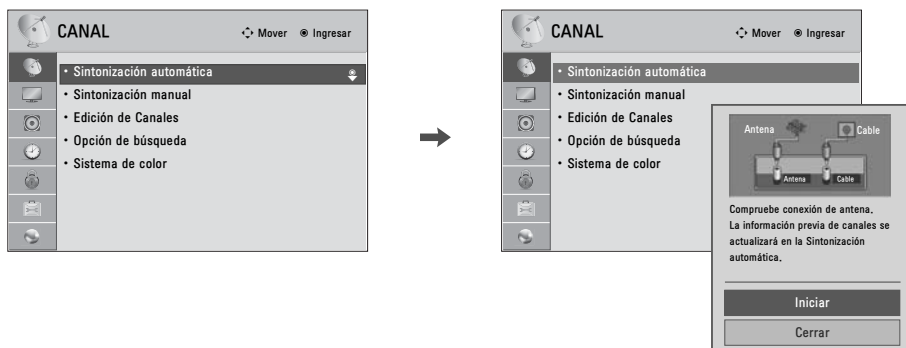 CANAL
Mover
Ingresar
• Sintonización automática
• Sintonización manual
• Edición de Canales
• Opción de búsqueda
• Sistema de color
CANAL
Mover
Ingresar
• Sintonización automática
• Sintonización manual
• Edición de Canales
• Opción de búsqueda
• Sistema de color
Antena
Cable
Antena
Cable
Compruebe conexión de antena.
La información previa de canales se
actualizará en la Sintonización
automática.
Iniciar
Cerrar